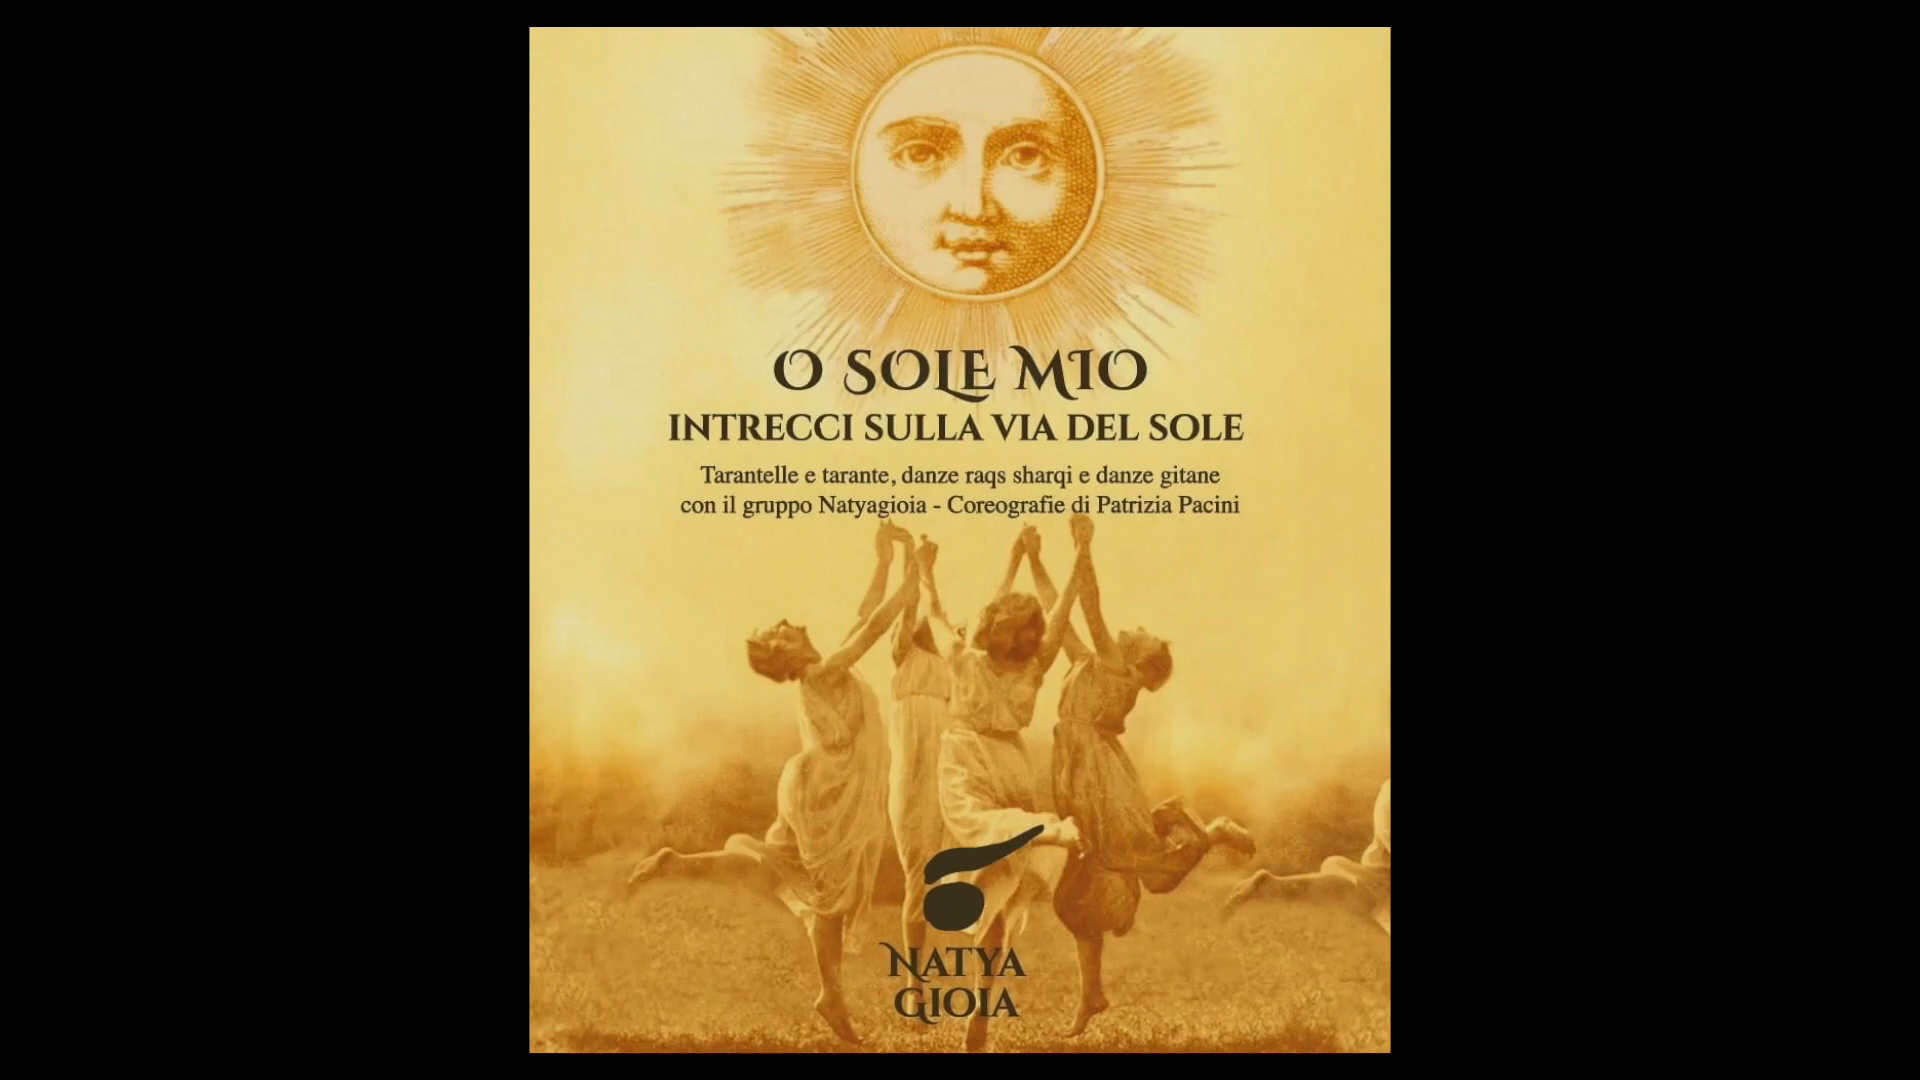 O SOLE MIO
INTRECCI SULLA VIA DEL SOLE
Tarantelle e tarante, danze raqs sharqi e danze gitane
con il gruppo Natyagioia - Coreografie di Patrizia Pacini
NATYA
GIOIA